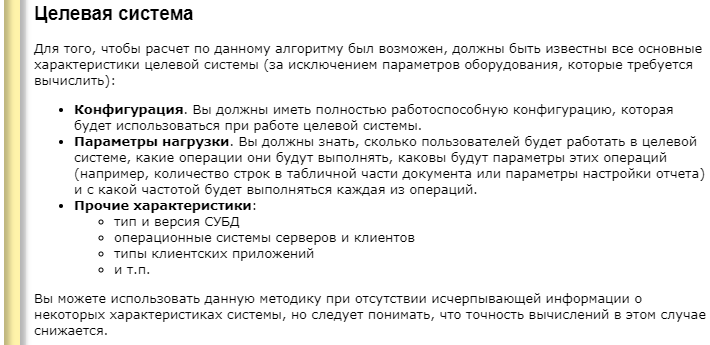 Целевая система
Для того, чтобы расчет по данному алгоритму был возможен, должны быть известны все основные
характеристики целевой системы (за исключением параметров оборудования, которые требуется
вычислить):
• Конфигурация. Вы должны иметь полностью работоспособную конфигурацию, которая
будет использоваться при работе целевой системы.
• Параметры нагрузки. Вы должны знать, сколько пользователей будет работать в целевой
системе, какие операции они будут выполнять, каковы будут параметры этих операций
(например, количество строк в табличной части документа или параметры настройки отчета)
и с какой частотой будет выполняться каждая из операций.
• Прочие характеристики:
◦ тип и версия СУБД
◦ операционные системы серверов и клиентов
◦ типы клиентских приложений
◦ и т.п.
Вы можете использовать данную методику при отсутствии исчерпывающей информации о
некоторых характеристиках системы, но следует понимать, что точность вычислений в этом случае
снижается.